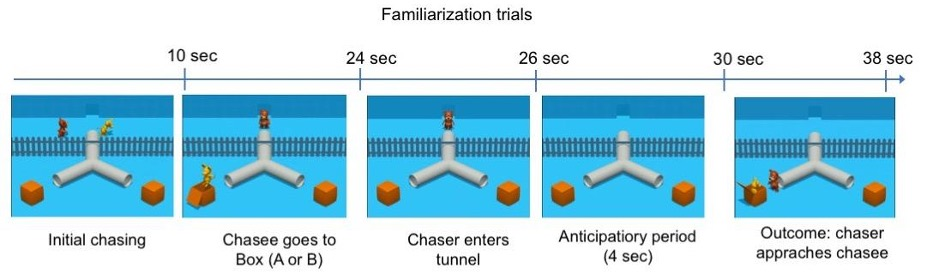 Familiarization trials
10 sec
24 sec
26 sec
30 sec
38 sec
Initial chasing
Chasee goes to
Box (A or B)
Chaser enters
tunnel
Anticipatiory period
(4 sec)
Outcome: chaser
appraches chasee